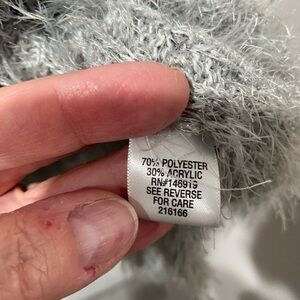 70% POLYESTER
30% ACRYLIC
RN#146919
SEE REVERSE
FOR CARE
216166